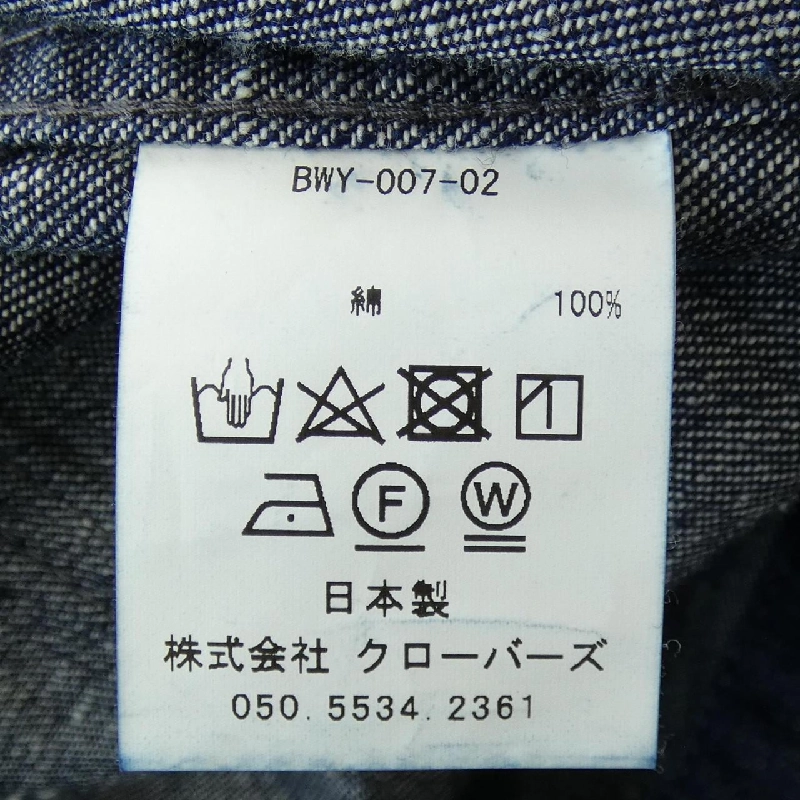 BWY-007-02
綿 100%
F W
日本製
株式会社 クローバーズ
050.5534.2361